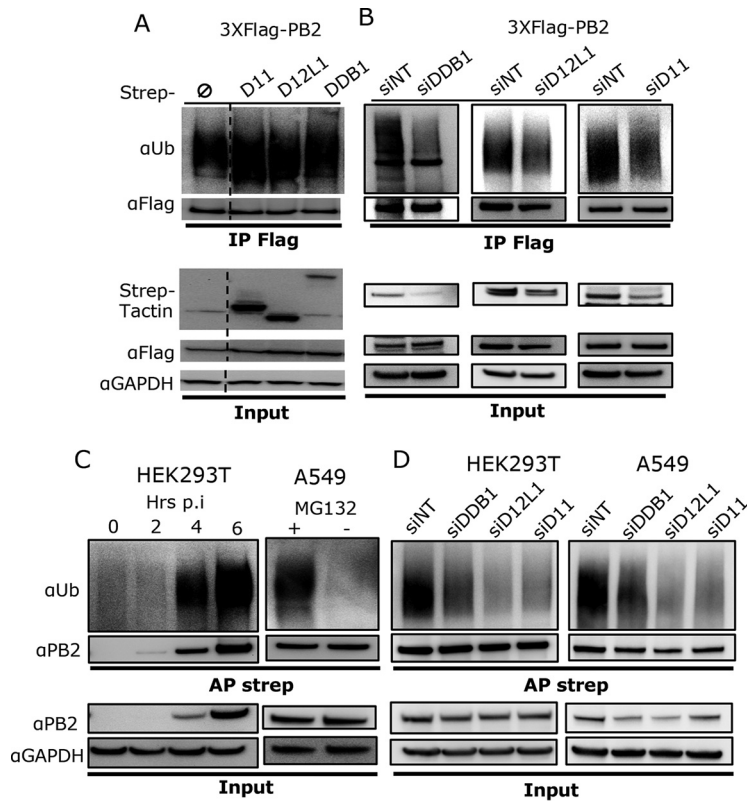 A
3XFlag-PB2
Strep- Ø D11 D12L1 DDB1
αUb
αFlag
IP Flag
Strep-
Tactin
αFlag
αGAPDH
Input
B
3XFlag-PB2
siNT siDDB1 siNT siD12L1 siNT siD11
IP Flag
Input
C
HEK293T A549
Hrs p.i MG132
0 2 4 6 + -
αUb
αPB2
AP strep
αPB2
αGAPDH
Input
D
HEK293T A549
siNT siDDB1 siD12L1 siD11 siNT siDDB1 siD12L1 siD11
AP strep
Input